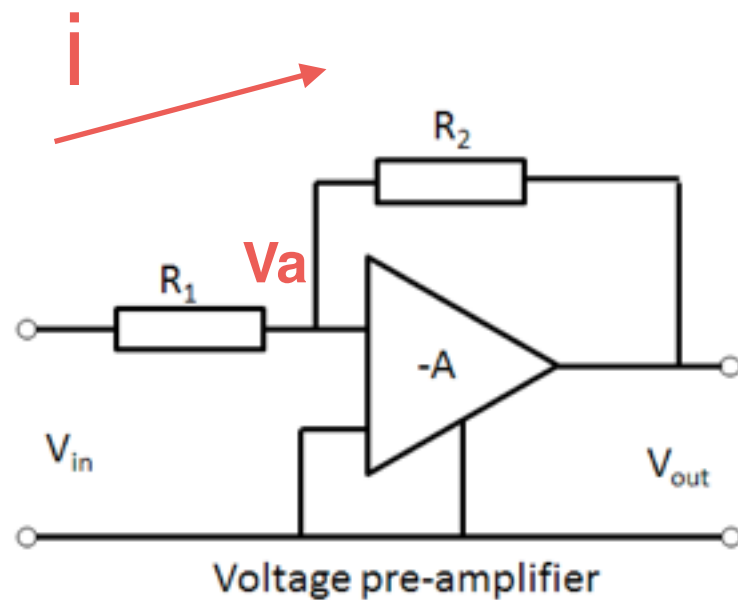 i
R₂
Va
R₁
-A
Vin
Vout
Voltage pre-amplifier